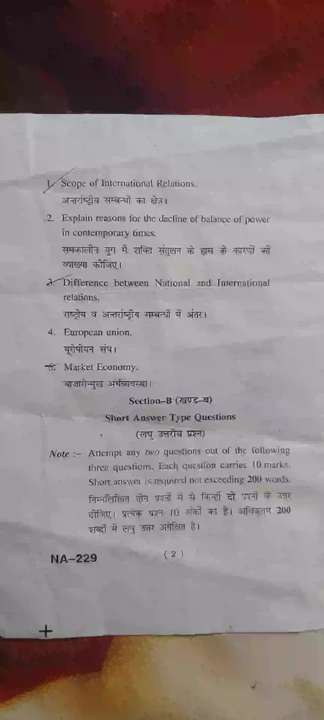 1. Scope of International Relations.
अन्तर्राष्ट्रीय सम्बन्धों का क्षेत्र।
2. Explain reasons for the decline of balance of power
in contemporary times.
समकालीन युग में शक्ति संतुलन के ह्रास के कारणों की
व्याख्या कीजिए।
3. Difference between National and International
relations.
राष्ट्रीय व अन्तर्राष्ट्रीय सम्बन्धों में अंतर।
4. European union.
यूरोपीयन संघ।
5. Market Economy.
बाजारोन्मुख अर्थव्यवस्था।
Section–B (खण्ड–ब)
Short Answer Type Questions
(लघु उत्तरीय प्रश्न)
Note :– Attempt any two questions out of the following
three questions. Each question carries 10 marks.
Short answer is required not exceeding 200 words.
निम्नलिखित तीन प्रश्नों में से किन्हीं दो प्रश्नों के उत्तर
दीजिए। प्रत्येक प्रश्न 10 अंकों का है। अधिकतम 200
शब्दों में लघु उत्तर अपेक्षित है।
NA–229 ( 2 )